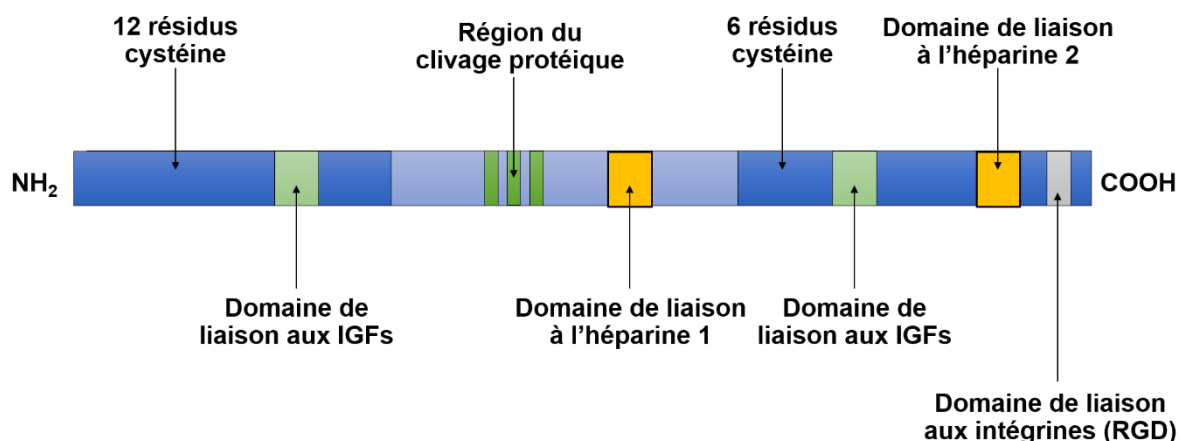 12 résidus
cystéine
Région du
clivage protéique
6 résidus
cystéine
Domaine de liaison
à l’héparine 2
NH2
COOH
Domaine de
liaison aux IGFs
Domaine de liaison
à l’héparine 1
Domaine de
liaison aux IGFs
Domaine de liaison
aux intégrines (RGD)